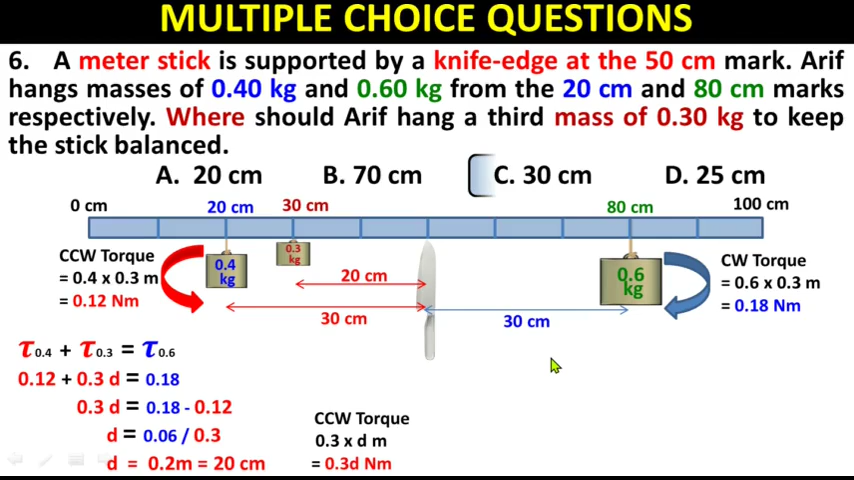 MULTIPLE CHOICE QUESTIONS
6. A meter stick is supported by a knife-edge at the 50 cm mark. Arif
hangs masses of 0.40 kg and 0.60 kg from the 20 cm and 80 cm marks
respectively. Where should Arif hang a third mass of 0.30 kg to keep
the stick balanced.
A. 20 cm B. 70 cm C. 30 cm D. 25 cm
0 cm 20 cm 30 cm 80 cm 100 cm
CCW Torque
= 0.4 x 0.3 m
= 0.12 Nm
0.4
kg
0.3
kg
0.6
kg
CW Torque
= 0.6 x 0.3 m
= 0.18 Nm
20 cm
30 cm
30 cm
τ0.4 + τ0.3 = τ0.6
0.12 + 0.3 d = 0.18
0.3 d = 0.18 - 0.12
d = 0.06 / 0.3
d = 0.2m = 20 cm
CCW Torque
0.3 x d m
= 0.3d Nm